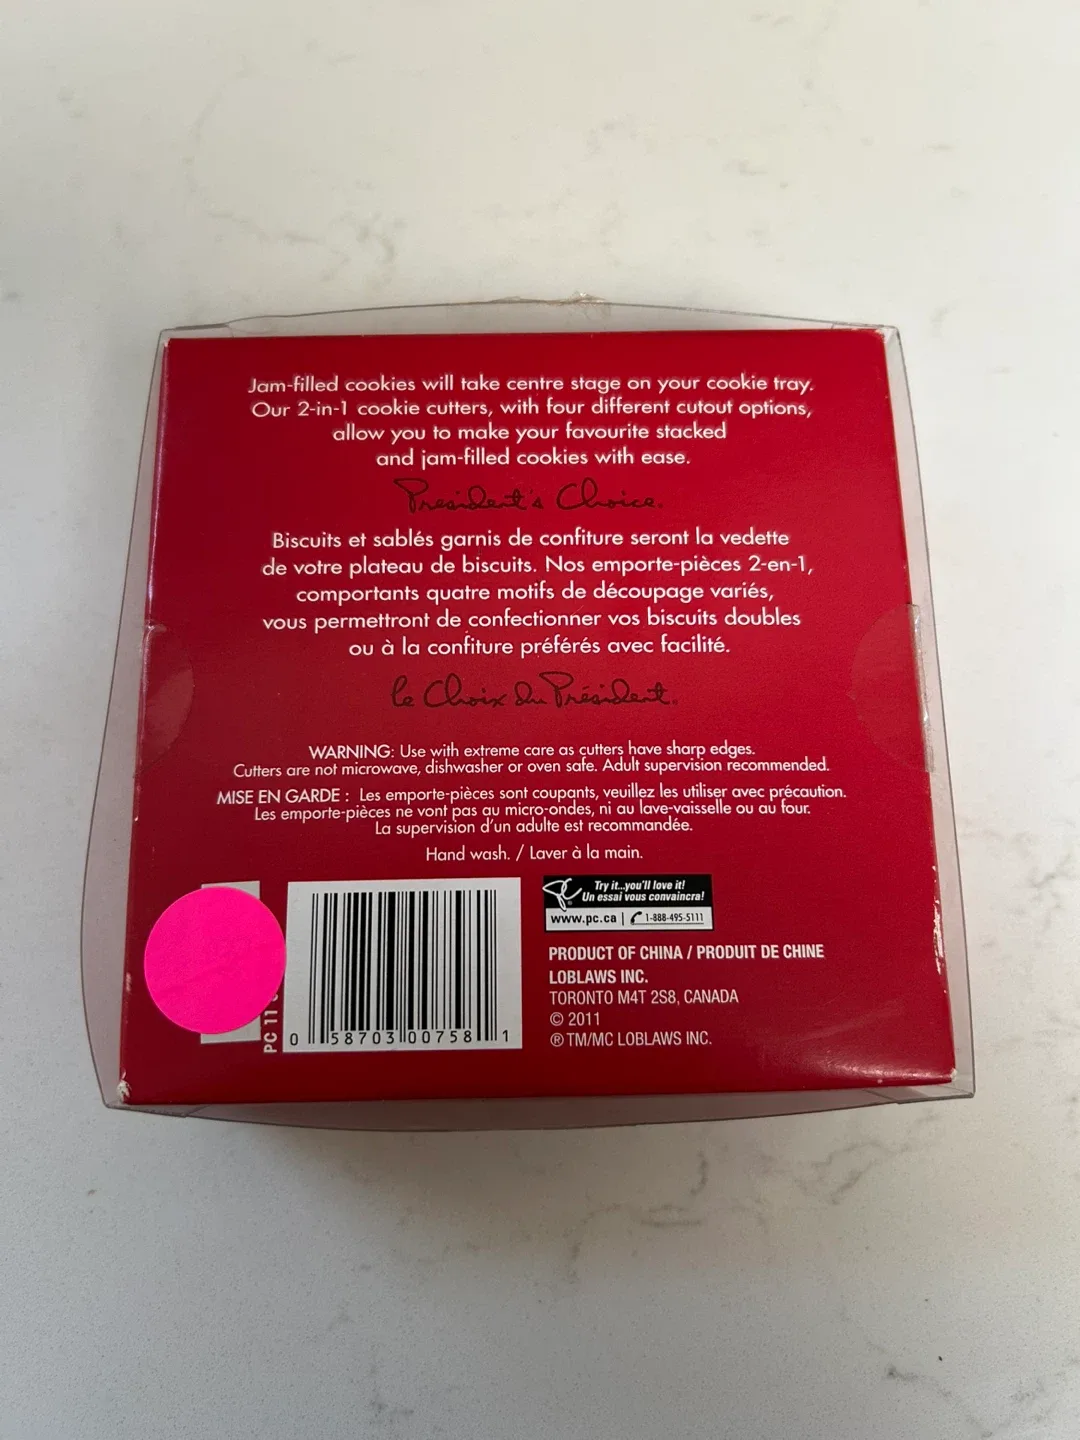 Jam-filled cookies will take centre stage on your cookie tray.
Our 2-in-1 cookie cutters, with four different cutout options,
allow you to make your favourite stacked
and jam-filled cookies with ease.
President's Choice.
Biscuits et sablés garnis de confiture seront la vedette
de votre plateau de biscuits. Nos emporte-pièces 2-en-1,
comportants quatre motifs de découpage variés,
vous permettront de confectionner vos biscuits doubles
ou à la confiture préférés avec facilité.
le Choix du Président.
WARNING: Use with extreme care as cutters have sharp edges.
Cutters are not microwave, dishwasher or oven safe. Adult supervision recommended.
MISE EN GARDE : Les emporte-pièces sont coupants, veuillez les utiliser avec précaution.
Les emporte-pièces ne vont pas au micro-ondes, ni au lave-vaisselle ou au four.
La supervision d'un adulte est recommandée.
Hand wash. / Laver à la main.
PC 11
0 58703 00758 1
PC®
Try it...you'll love it!
Un essai vous convaincra!
www.pc.ca | 1-888-495-5111
PRODUCT OF CHINA / PRODUIT DE CHINE
LOBLAWS INC.
TORONTO M4T 2S8, CANADA
© 2011
® TM/MC LOBLAWS INC.